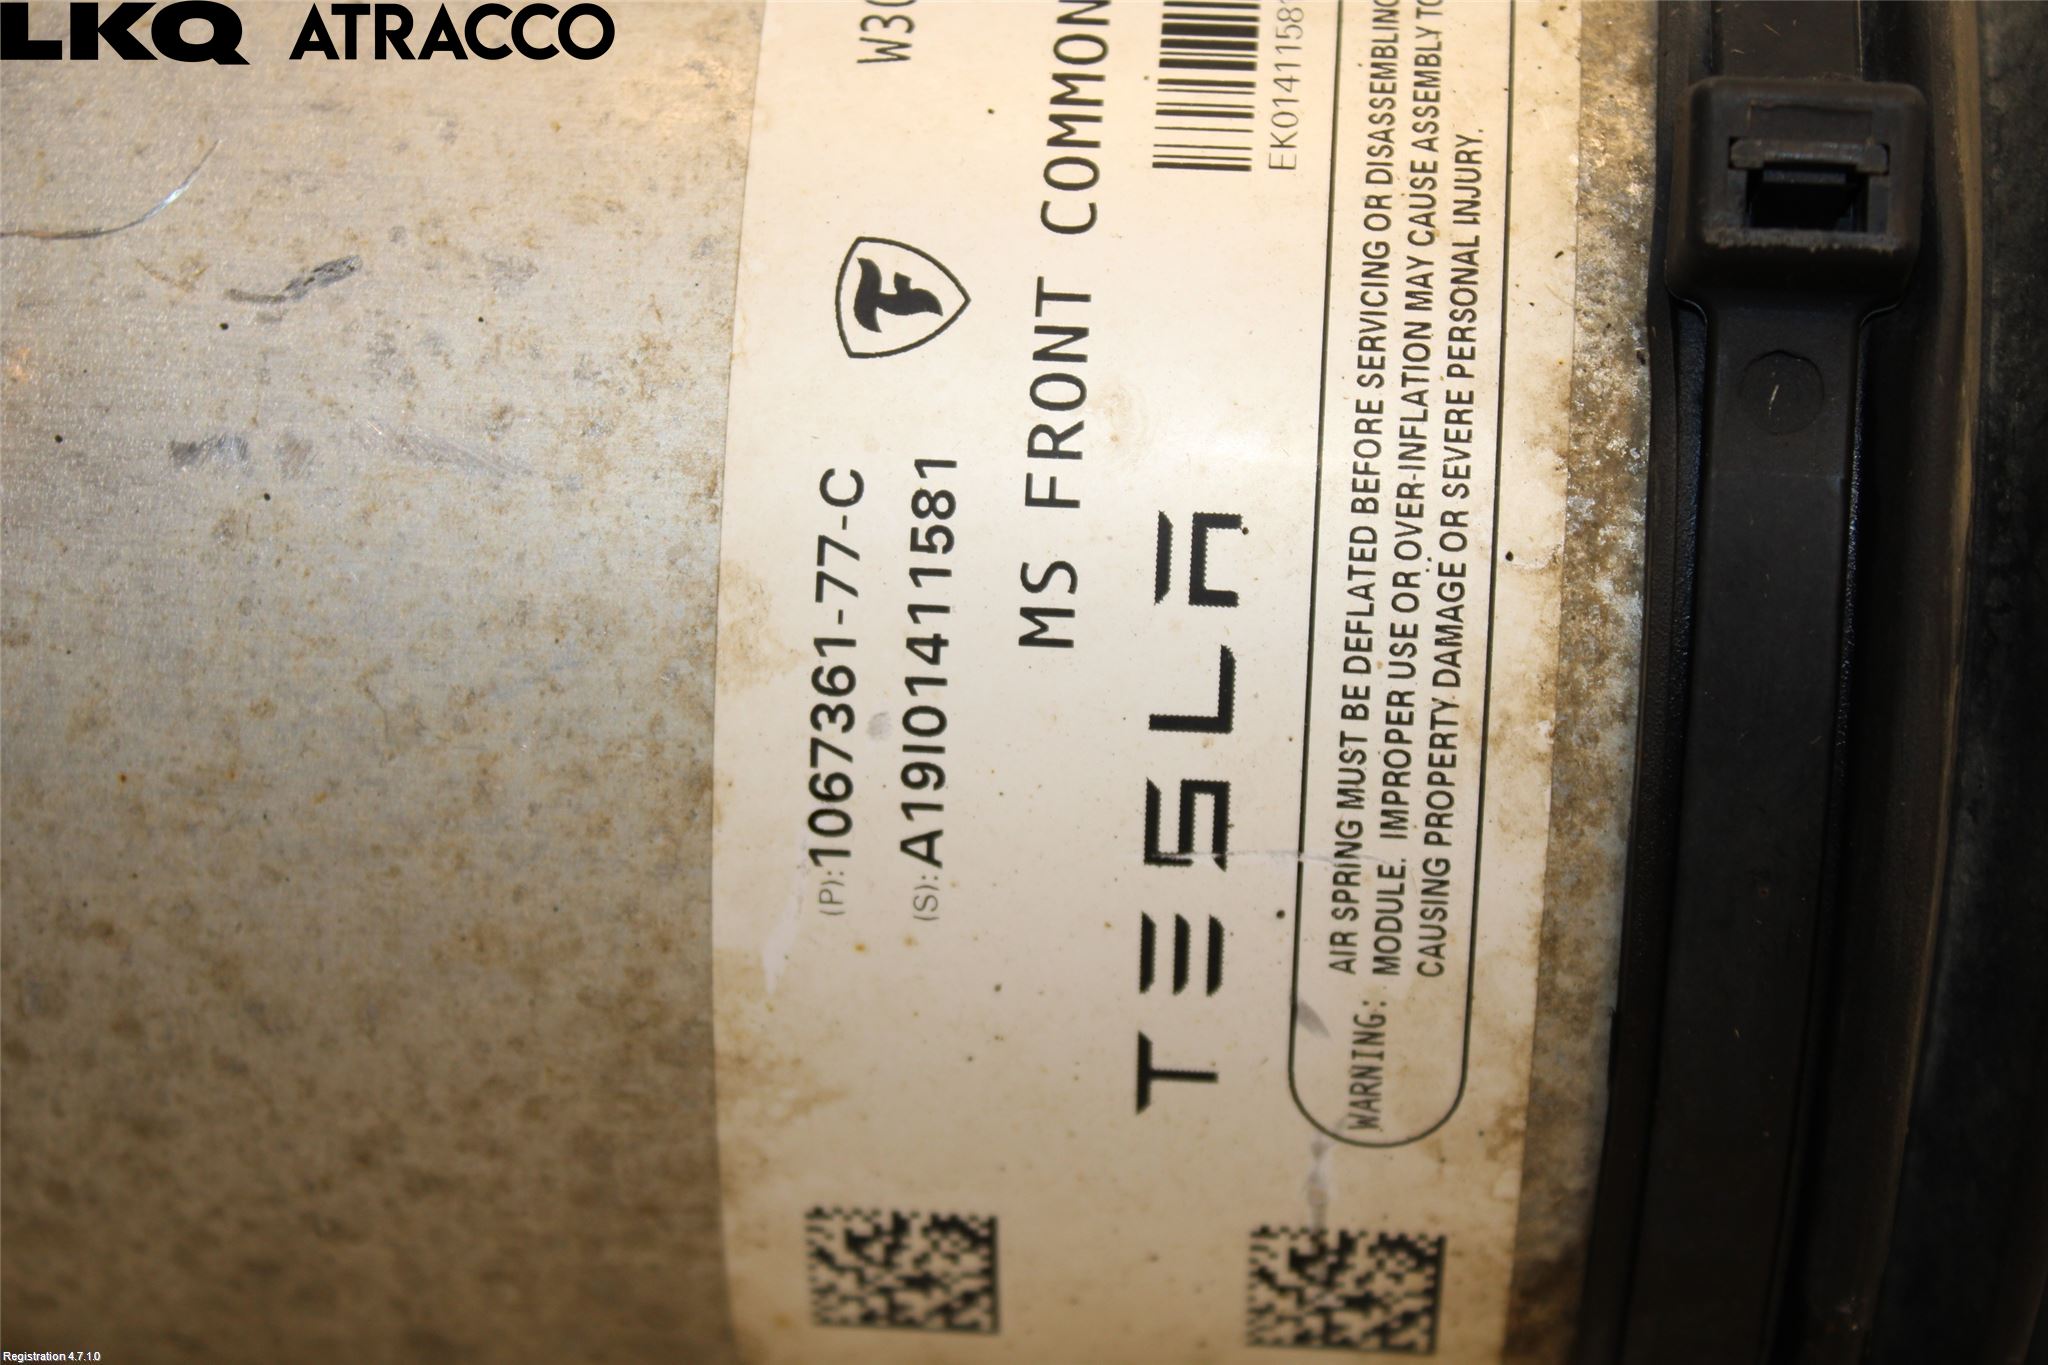 LKQ ATRACCO
(P):1067361-77-C
(S):A19I01411581
W30
MS FRONT COMMON
TESLA
EK01411581
WARNING: AIR SPRING MUST BE DEFLATED BEFORE SERVICING OR DISASSEMBLING
MODULE. IMPROPER USE OR OVER-INFLATION MAY CAUSE ASSEMBLY TO
CAUSING PROPERTY DAMAGE OR SEVERE PERSONAL INJURY.
Registration 4.7.1.0